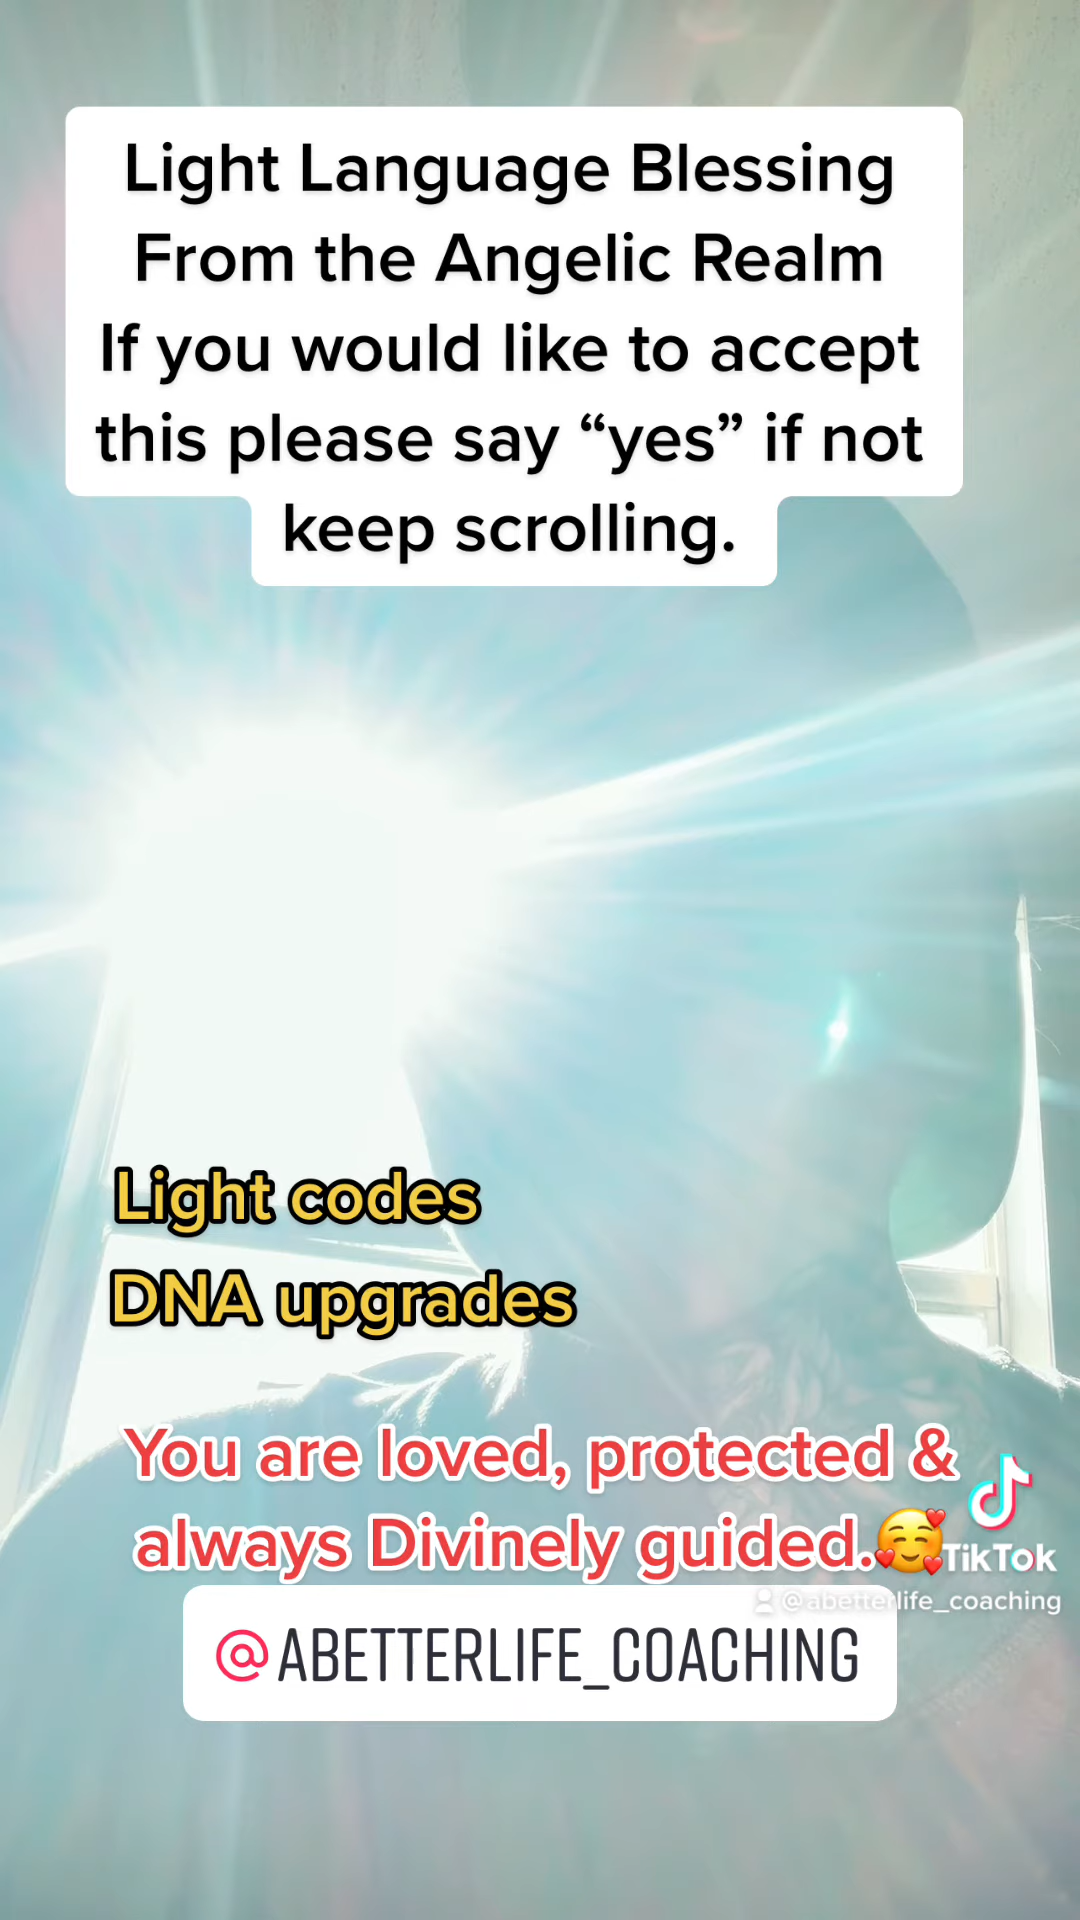 Light Language Blessing
From the Angelic Realm
If you would like to accept
this please say “yes” if not
keep scrolling.
Light codes
DNA upgrades
You are loved, protected &
always Divinely guided.🥰
TikTok
@abetterlife_coaching
@ABETTERLIFE_COACHING